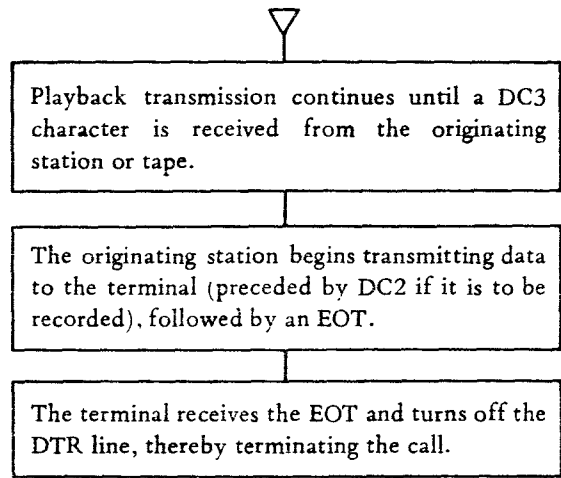 Playback transmission continues until a DC3
character is received from the originating
station or tape.
The originating station begins transmitting data
to the terminal (preceded by DC2 if it is to be
recorded), followed by an EOT.
The terminal receives the EOT and turns off the
DTR line, thereby terminating the call.